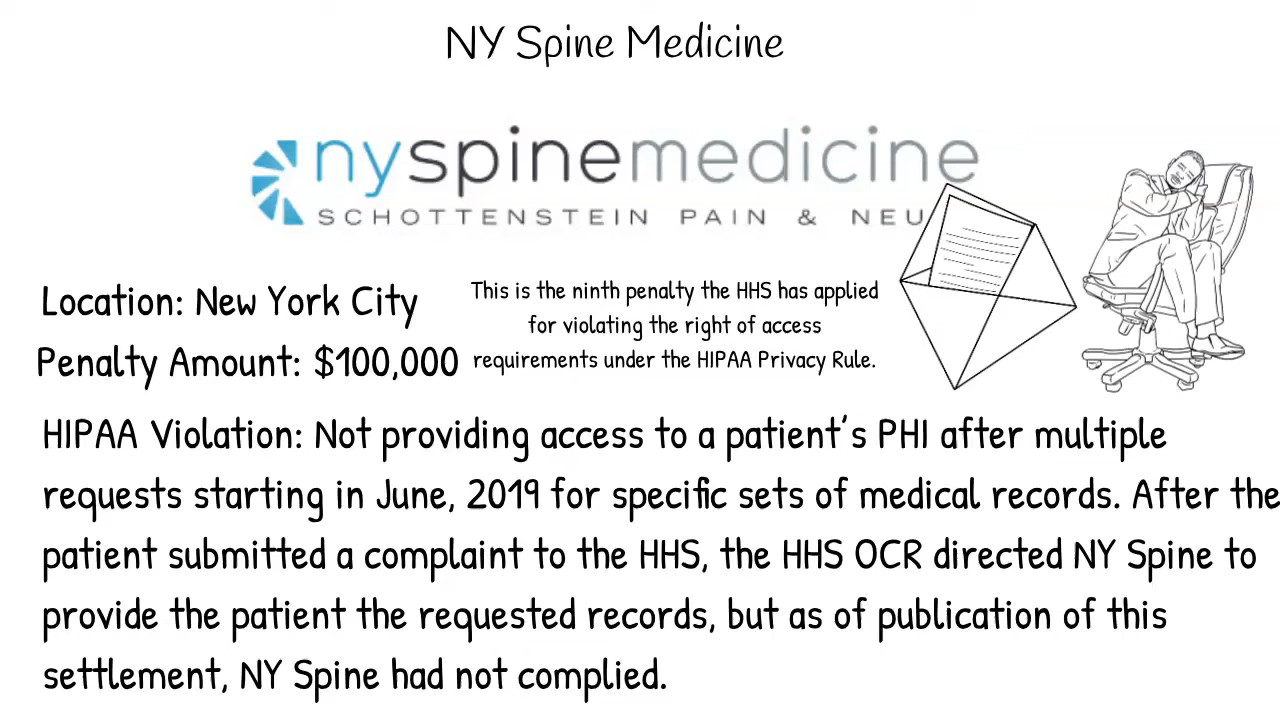 NY Spine Medicine
nyspinemedicine
SCHOTTENSTEIN PAIN & NEU
Location: New York City
Penalty Amount: $100,000
This is the ninth penalty the HHS has applied
for violating the right of access
requirements under the HIPAA Privacy Rule.
HIPAA Violation: Not providing access to a patient's PHI after multiple
requests starting in June, 2019 for specific sets of medical records. After the
patient submitted a complaint to the HHS, the HHS OCR directed NY Spine to
provide the patient the requested records, but as of publication of this
settlement, NY Spine had not complied.